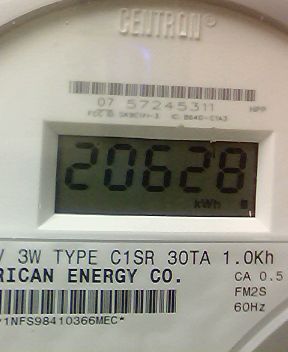 CENTRON®
07 57245311
HPP
20628
kWh
V 3W TYPE C1SR 30TA 1.0Kh
RICAN ENERGY CO.
CA 0.5
FM2S
60Hz
*1NFS98410366MEC*